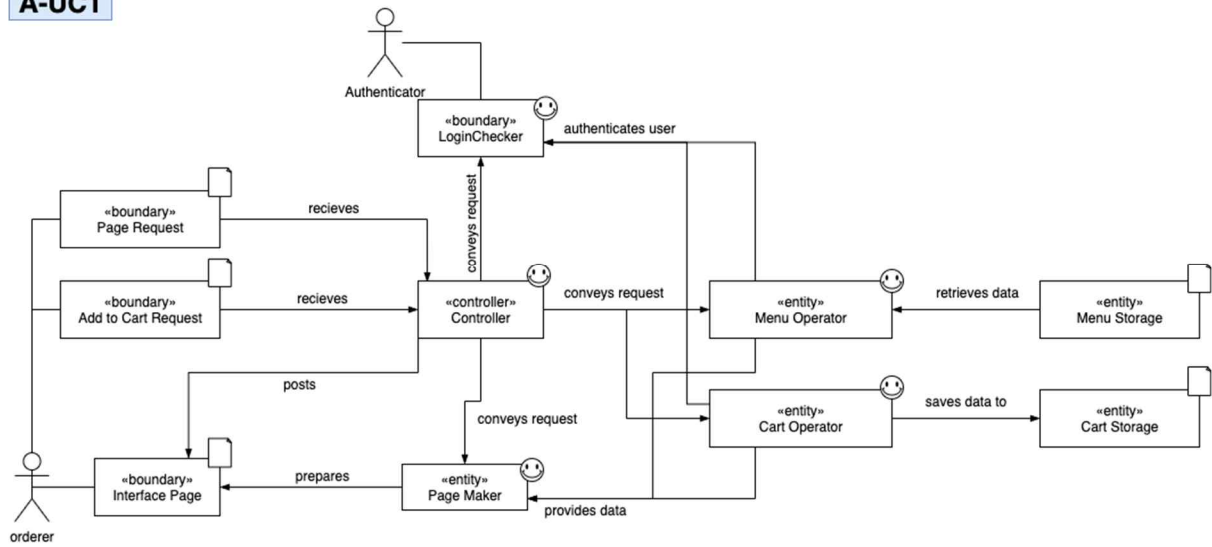 A-UC1
Authenticator
«boundary»
LoginChecker
authenticates user
conveys request
«boundary»
Page Request
recieves
«boundary»
Add to Cart Request
recieves
«controller»
Controller
conveys request
«entity»
Menu Operator
retrieves data
«entity»
Menu Storage
posts
conveys request
«entity»
Cart Operator
saves data to
«entity»
Cart Storage
«boundary»
Interface Page
prepares
«entity»
Page Maker
provides data
orderer